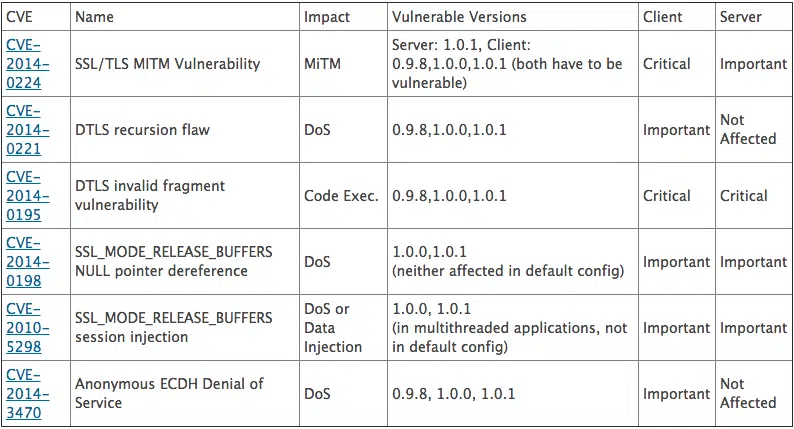 CVE Name Impact Vulnerable Versions Client Server
CVE-
2014-
0224
SSL/TLS MITM Vulnerability
MiTM
Server: 1.0.1, Client:
0.9.8,1.0.0,1.0.1 (both have to be
vulnerable)
Critical
Important
CVE-
2014-
0221
DTLS recursion flaw
DoS
0.9.8,1.0.0,1.0.1
Important
Not
Affected
CVE-
2014-
0195
DTLS invalid fragment
vulnerability
Code Exec.
0.9.8,1.0.0,1.0.1
Critical
Critical
CVE-
2014-
0198
SSL_MODE_RELEASE_BUFFERS
NULL pointer dereference
DoS
1.0.0,1.0.1
(neither affected in default config)
Important
Important
CVE-
2010-
5298
SSL_MODE_RELEASE_BUFFERS
session injection
DoS or
Data
Injection
1.0.0, 1.0.1
(in multithreaded applications, not
in default config)
Important
Important
CVE-
2014-
3470
Anonymous ECDH Denial of
Service
DoS
0.9.8, 1.0.0, 1.0.1
Important
Not
Affected